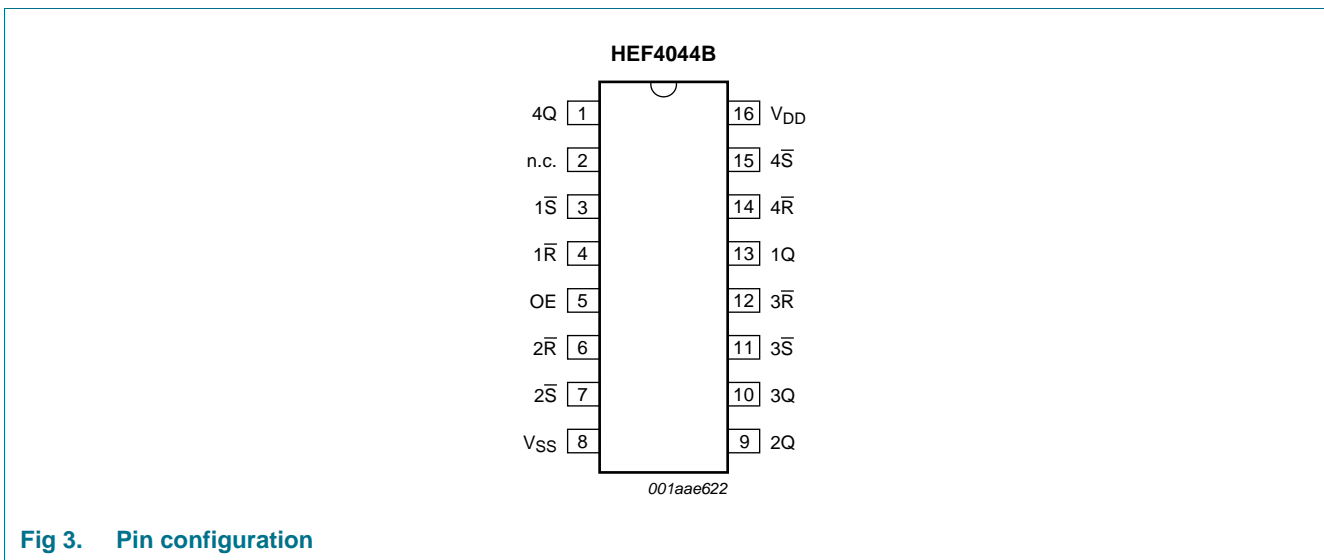 HEF4044B
4Q 1 16 VDD
n.c. 2 15 4S̅
1S̅ 3 14 4R̅
1R̅ 4 13 1Q
OE 5 12 3R̅
2R̅ 6 11 3S̅
2S̅ 7 10 3Q
VSS 8 9 2Q
001aae622
Fig 3. Pin configuration